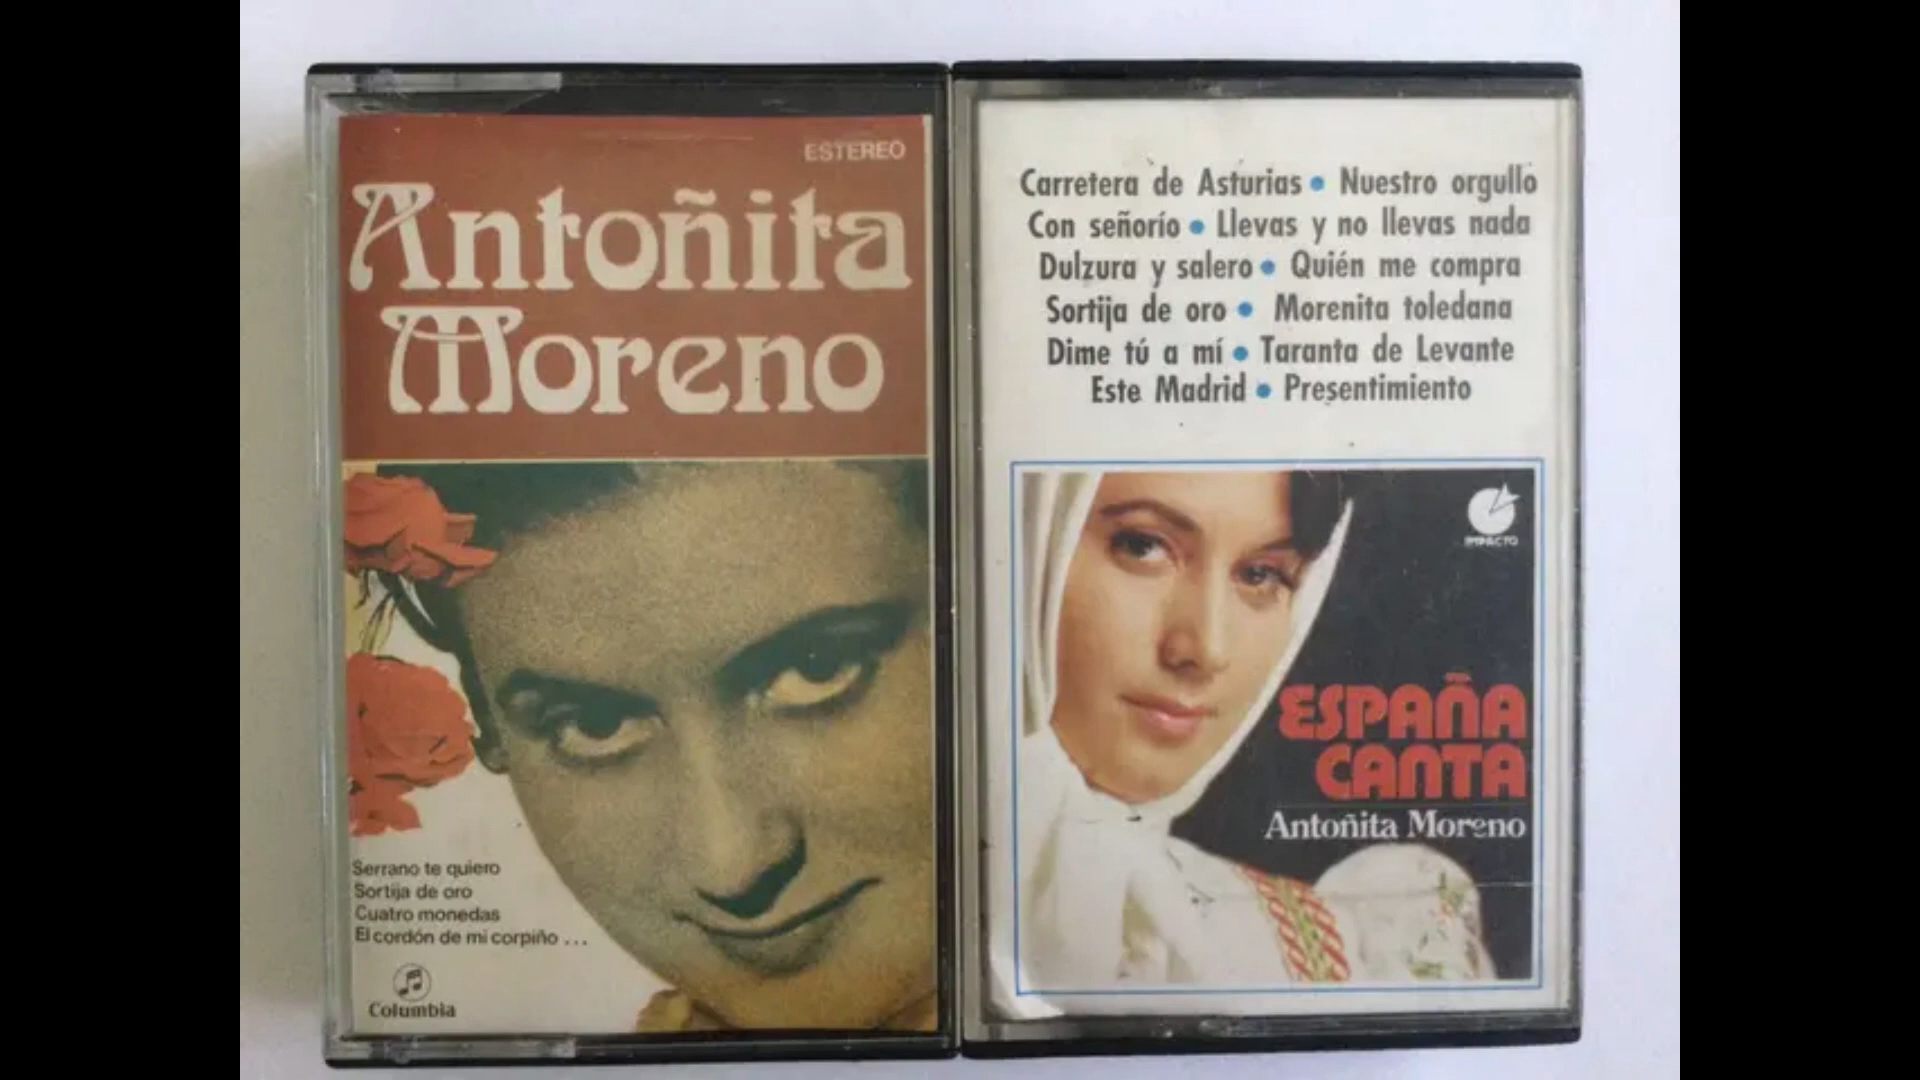 ESTEREO
Antoñita
Moreno
Serrano te quiero
Sortija de oro
Cuatro monedas
El cordón de mi corpiño ...
Columbia
Carretera de Asturias • Nuestro orgullo
Con señorío • Llevas y no llevas nada
Dulzura y salero • Quién me compra
Sortija de oro • Morenita toledana
Dime tú a mí • Taranta de Levante
Este Madrid • Presentimiento
IMPACTO
ESPAÑA
CANTA
Antoñita Moreno